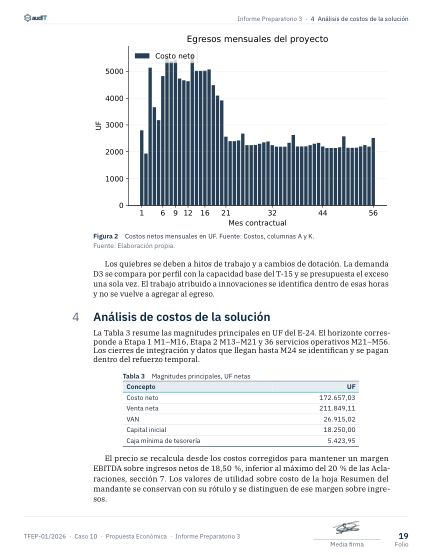 audIT
Informe Preparatorio 3 · 4 Análisis de costos de la solución
Egresos mensuales del proyecto
Costo neto
5000
4000
3000
2000
1000
0
UF
1 6 9 12 16 21 32 44 56
Mes contractual
Figura 2 Costos netos mensuales en UF. Fuente: Costos, columnas A y K.
Fuente: Elaboración propia.
Los quiebres se deben a hitos de trabajo y a cambios de dotación. La demanda
D3 se compara por perfil con la capacidad base del T-15 y se presupuesta el exceso
una sola vez. El trabajo atribuido a innovaciones se identifica dentro de esas horas
y no se vuelve a agregar al egreso.
4 Análisis de costos de la solución
La Tabla 3 resume las magnitudes principales en UF del E-24. El horizonte corres-
ponde a Etapa 1 M1–M16, Etapa 2 M13–M21 y 36 servicios operativos M21–M56.
Los cierres de integración y datos que llegan hasta M24 se identifican y se pagan
dentro del refuerzo temporal.
Tabla 3 Magnitudes principales, UF netas
Concepto UF
Costo neto 172.657,03
Venta neta 211.849,11
VAN 26.915,02
Capital inicial 18.250,00
Caja mínima de tesorería 5.423,95
El precio se recalcula desde los costos corregidos para mantener un margen
EBITDA sobre ingresos netos de 18,50 %, inferior al máximo del 20 % de las Acla-
raciones, sección 7. Los valores de utilidad sobre costo de la hoja Resumen del
mandante se conservan con su rótulo y se distinguen de ese margen sobre ingre-
sos.
TFEP-01/2026 · Caso 10 · Propuesta Económica · Informe Preparatorio 3
Media firma
19
Folio